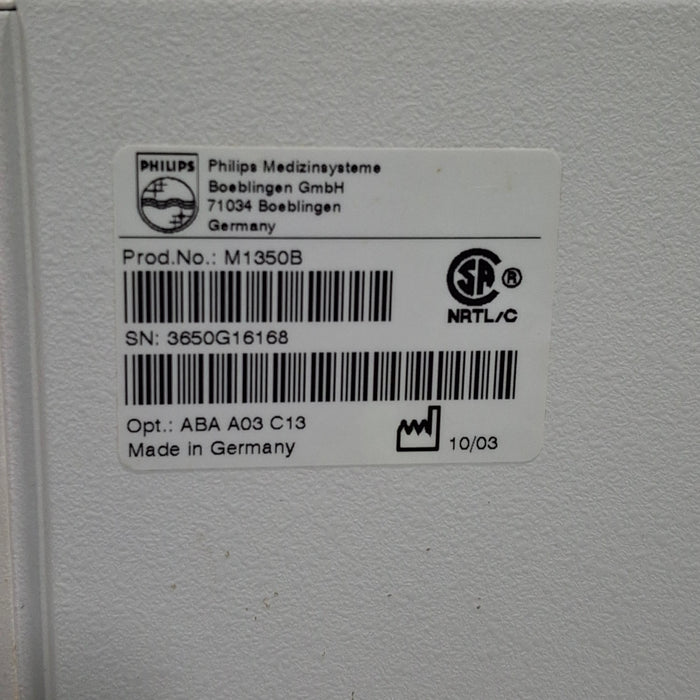 PHILIPS
Philips Medizinsysteme
Boeblingen GmbH
71034 Boeblingen
Germany
Prod.No.: M1350B
SA ®
NRTL/C
SN: 3650G16168
Opt.: ABA A03 C13
Made in Germany
10/03